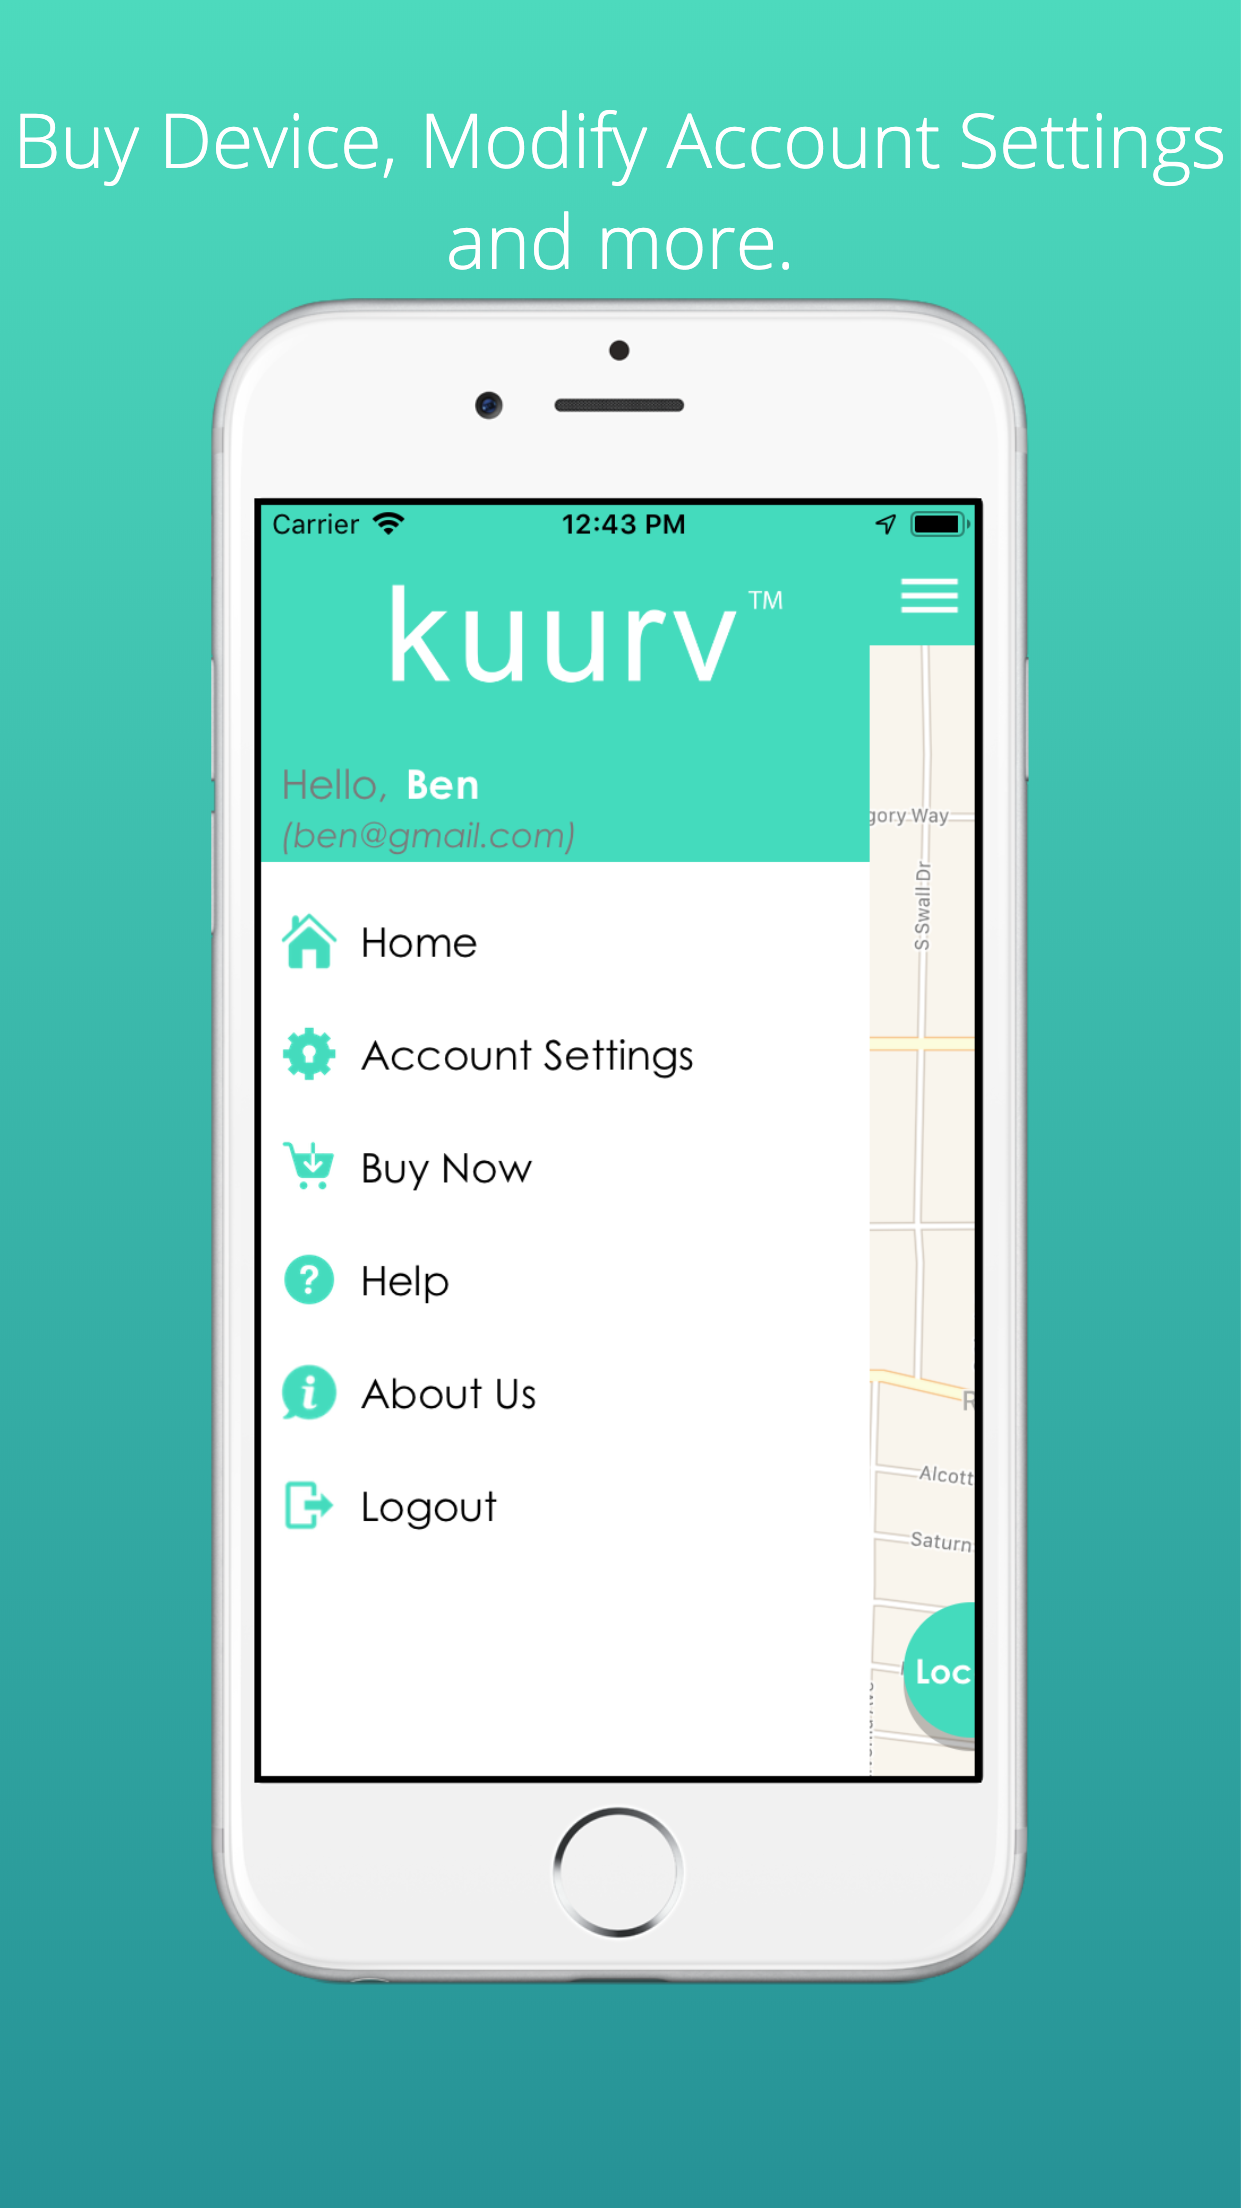 Buy Device, Modify Account Settings
and more.
Carrier
12:43 PM
kuurv™
Hello, Ben
(ben@gmail.com)
Home
Account Settings
Buy Now
Help
About Us
Logout
gory Way
S Swall Dr
R
Alcott
Saturn
Loc